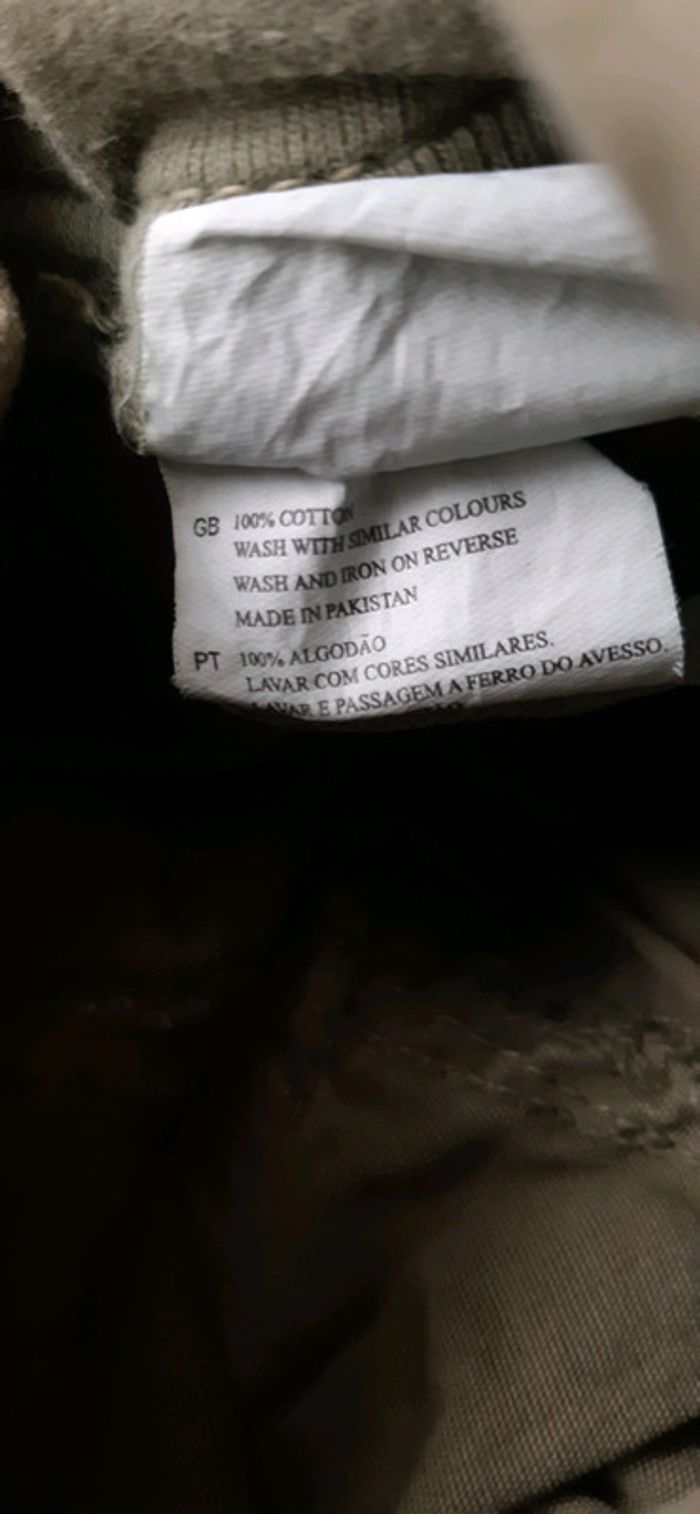 GB 100% COTTON
WASH WITH SIMILAR COLOURS
WASH AND IRON ON REVERSE
MADE IN PAKISTAN
PT 100% ALGODÃO
LAVAR COM CORES SIMILARES.
LAVAR E PASSAGEM A FERRO DO AVESSO.